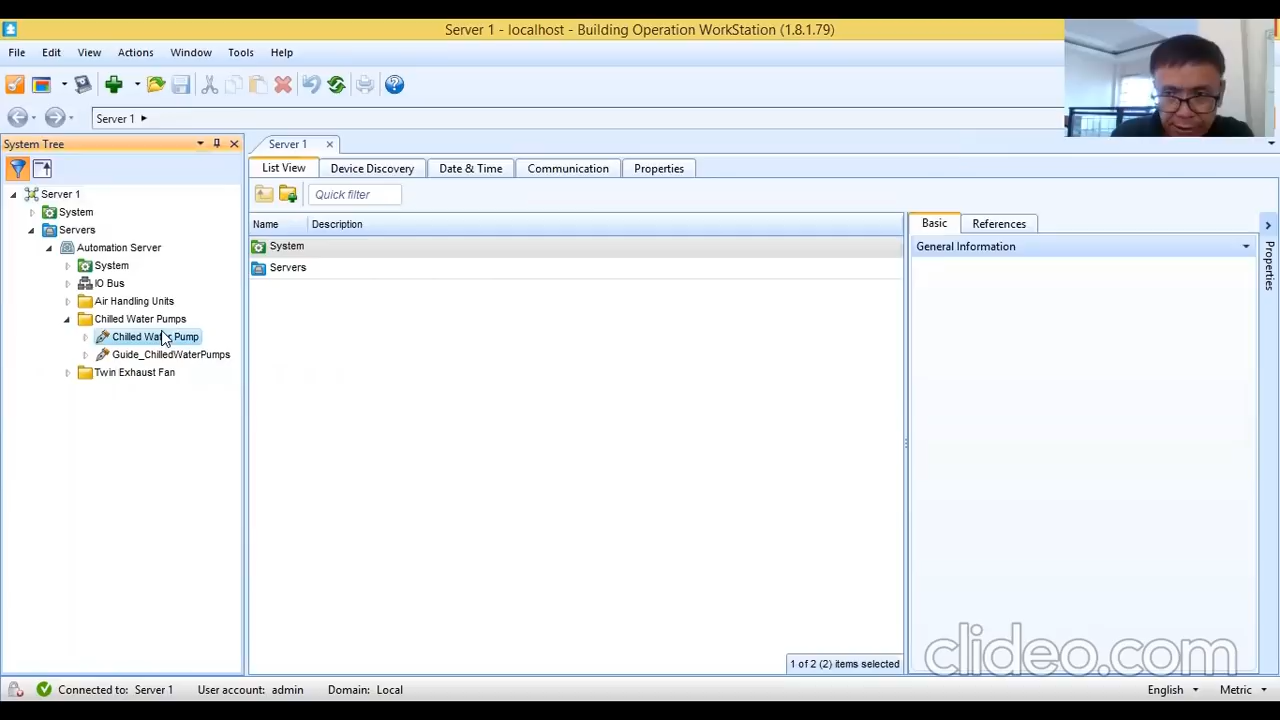 Server 1 - localhost - Building Operation WorkStation (1.8.1.79)
File Edit View Actions Window Tools Help
Server 1
System Tree
Server 1
System
Servers
Automation Server
System
IO Bus
Air Handling Units
Chilled Water Pumps
Chilled Water Pump
Guide_ChilledWaterPumps
Twin Exhaust Fan
Server 1
List View Device Discovery Date & Time Communication Properties
Quick filter
Name Description
System
Servers
1 of 2 (2) items selected
Basic References
General Information
Properties
clideo.com
Connected to: Server 1 User account: admin Domain: Local English Metric